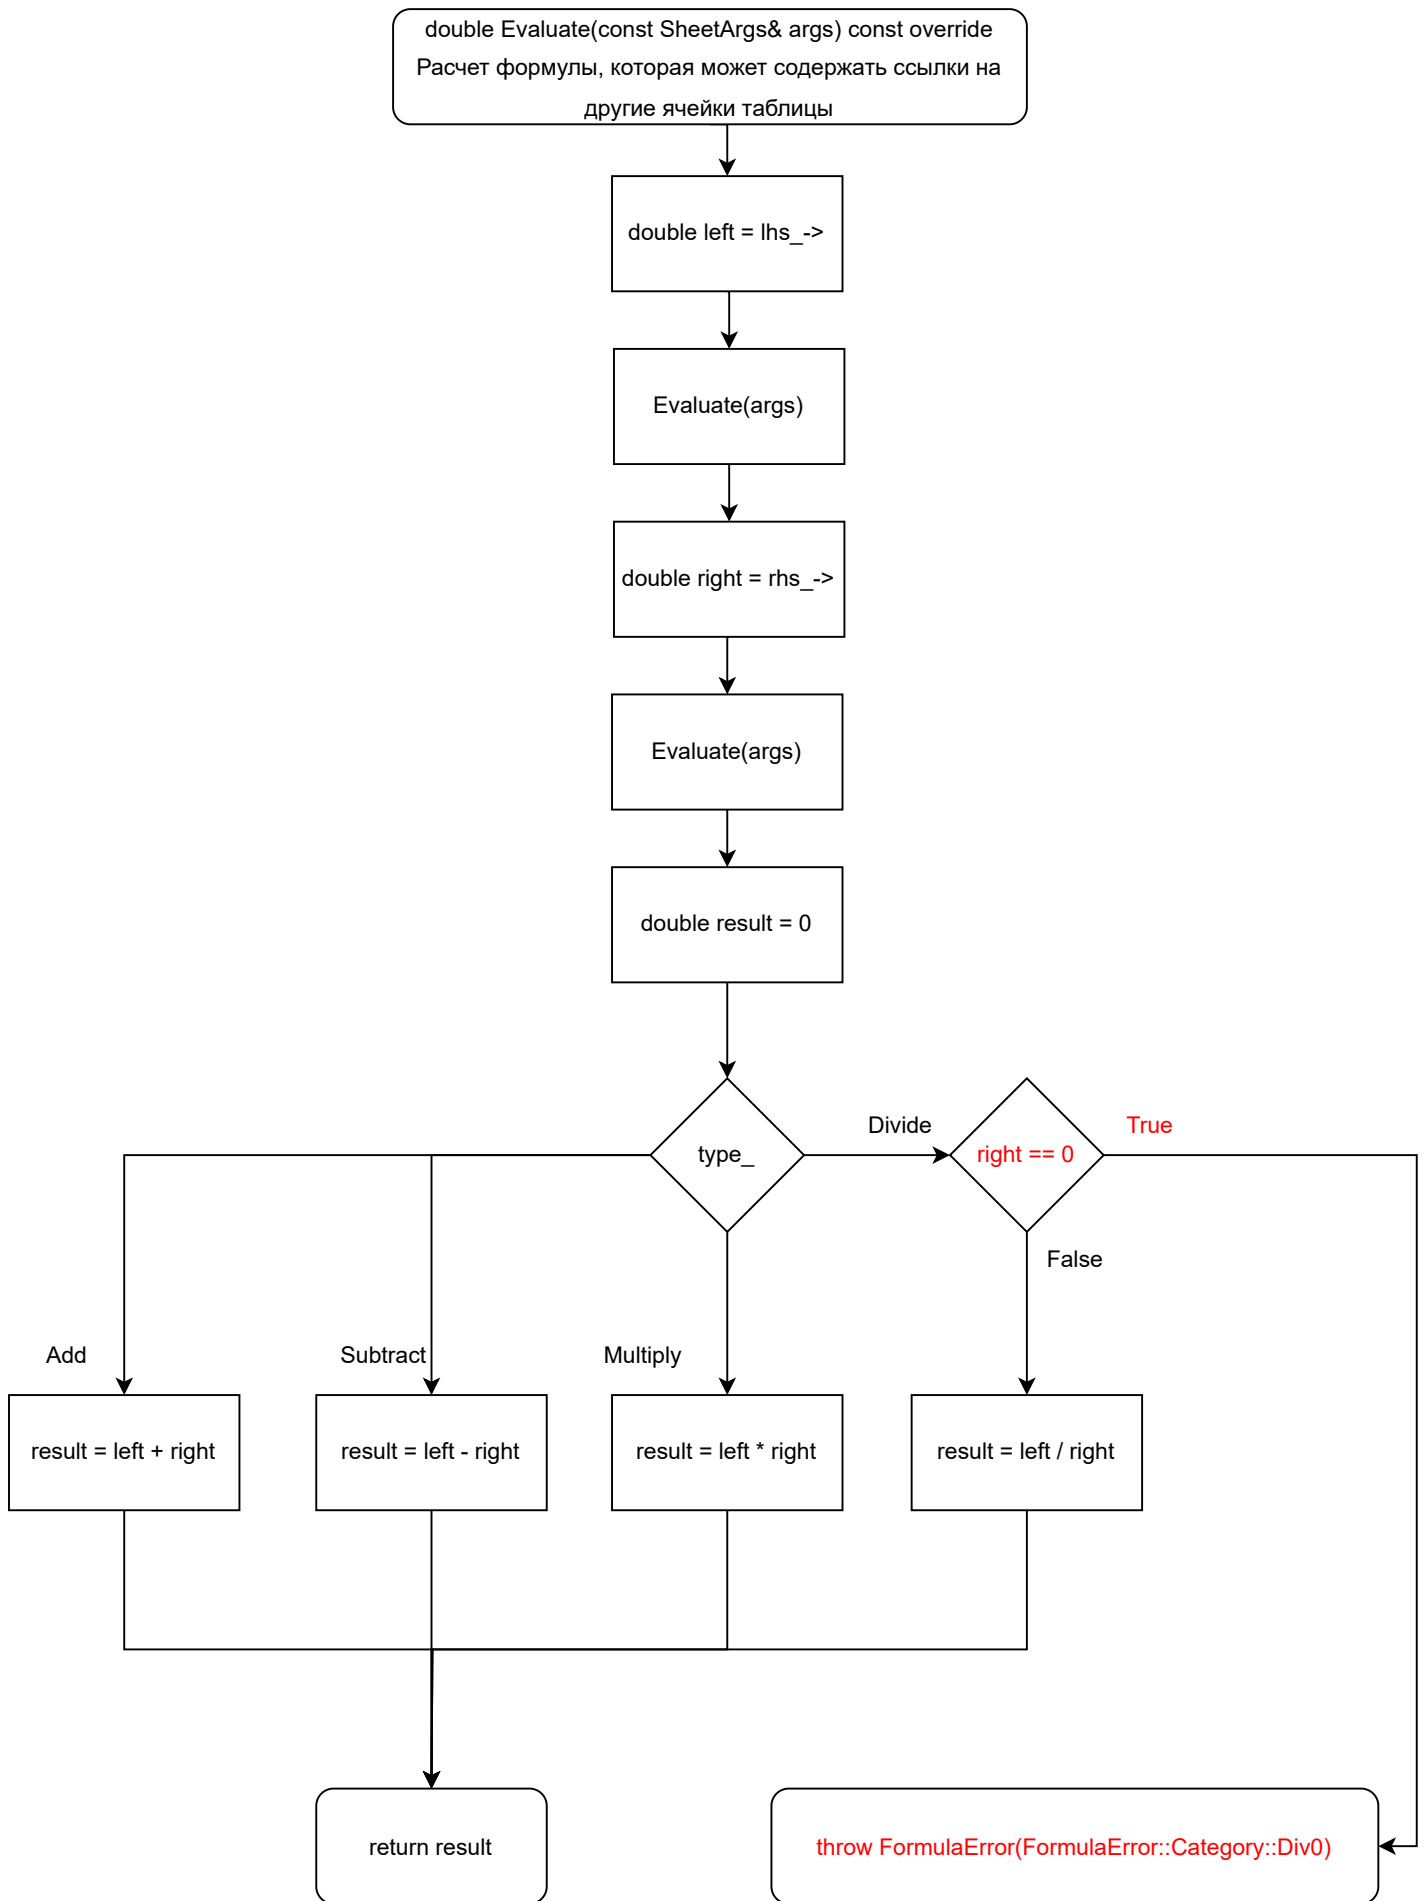 double Evaluate(const SheetArgs& args) const override
Расчет формулы, которая может содержать ссылки на
другие ячейки таблицы
double left = lhs_->
Evaluate(args)
double right = rhs_->
Evaluate(args)
double result = 0
type_
Divide
right == 0
True
False
Add
Subtract
Multiply
result = left + right
result = left - right
result = left * right
result = left / right
return result
throw FormulaError(FormulaError::Category::Div0)